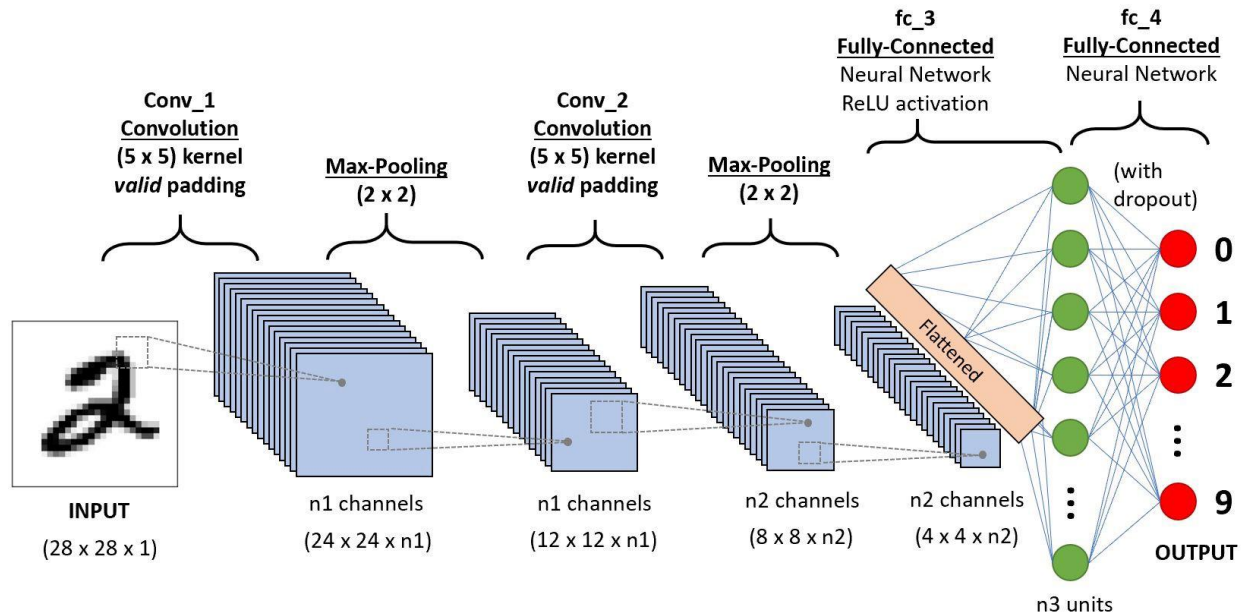 Conv_1
Convolution
(5 x 5) kernel
valid padding
Max-Pooling
(2 x 2)
Conv_2
Convolution
(5 x 5) kernel
valid padding
Max-Pooling
(2 x 2)
fc_3
Fully-Connected
Neural Network
ReLU activation
fc_4
Fully-Connected
Neural Network
(with
dropout)
2
Flattened
0
1
2
9
INPUT
(28 x 28 x 1)
n1 channels
(24 x 24 x n1)
n1 channels
(12 x 12 x n1)
n2 channels
(8 x 8 x n2)
n2 channels
(4 x 4 x n2)
n3 units
OUTPUT